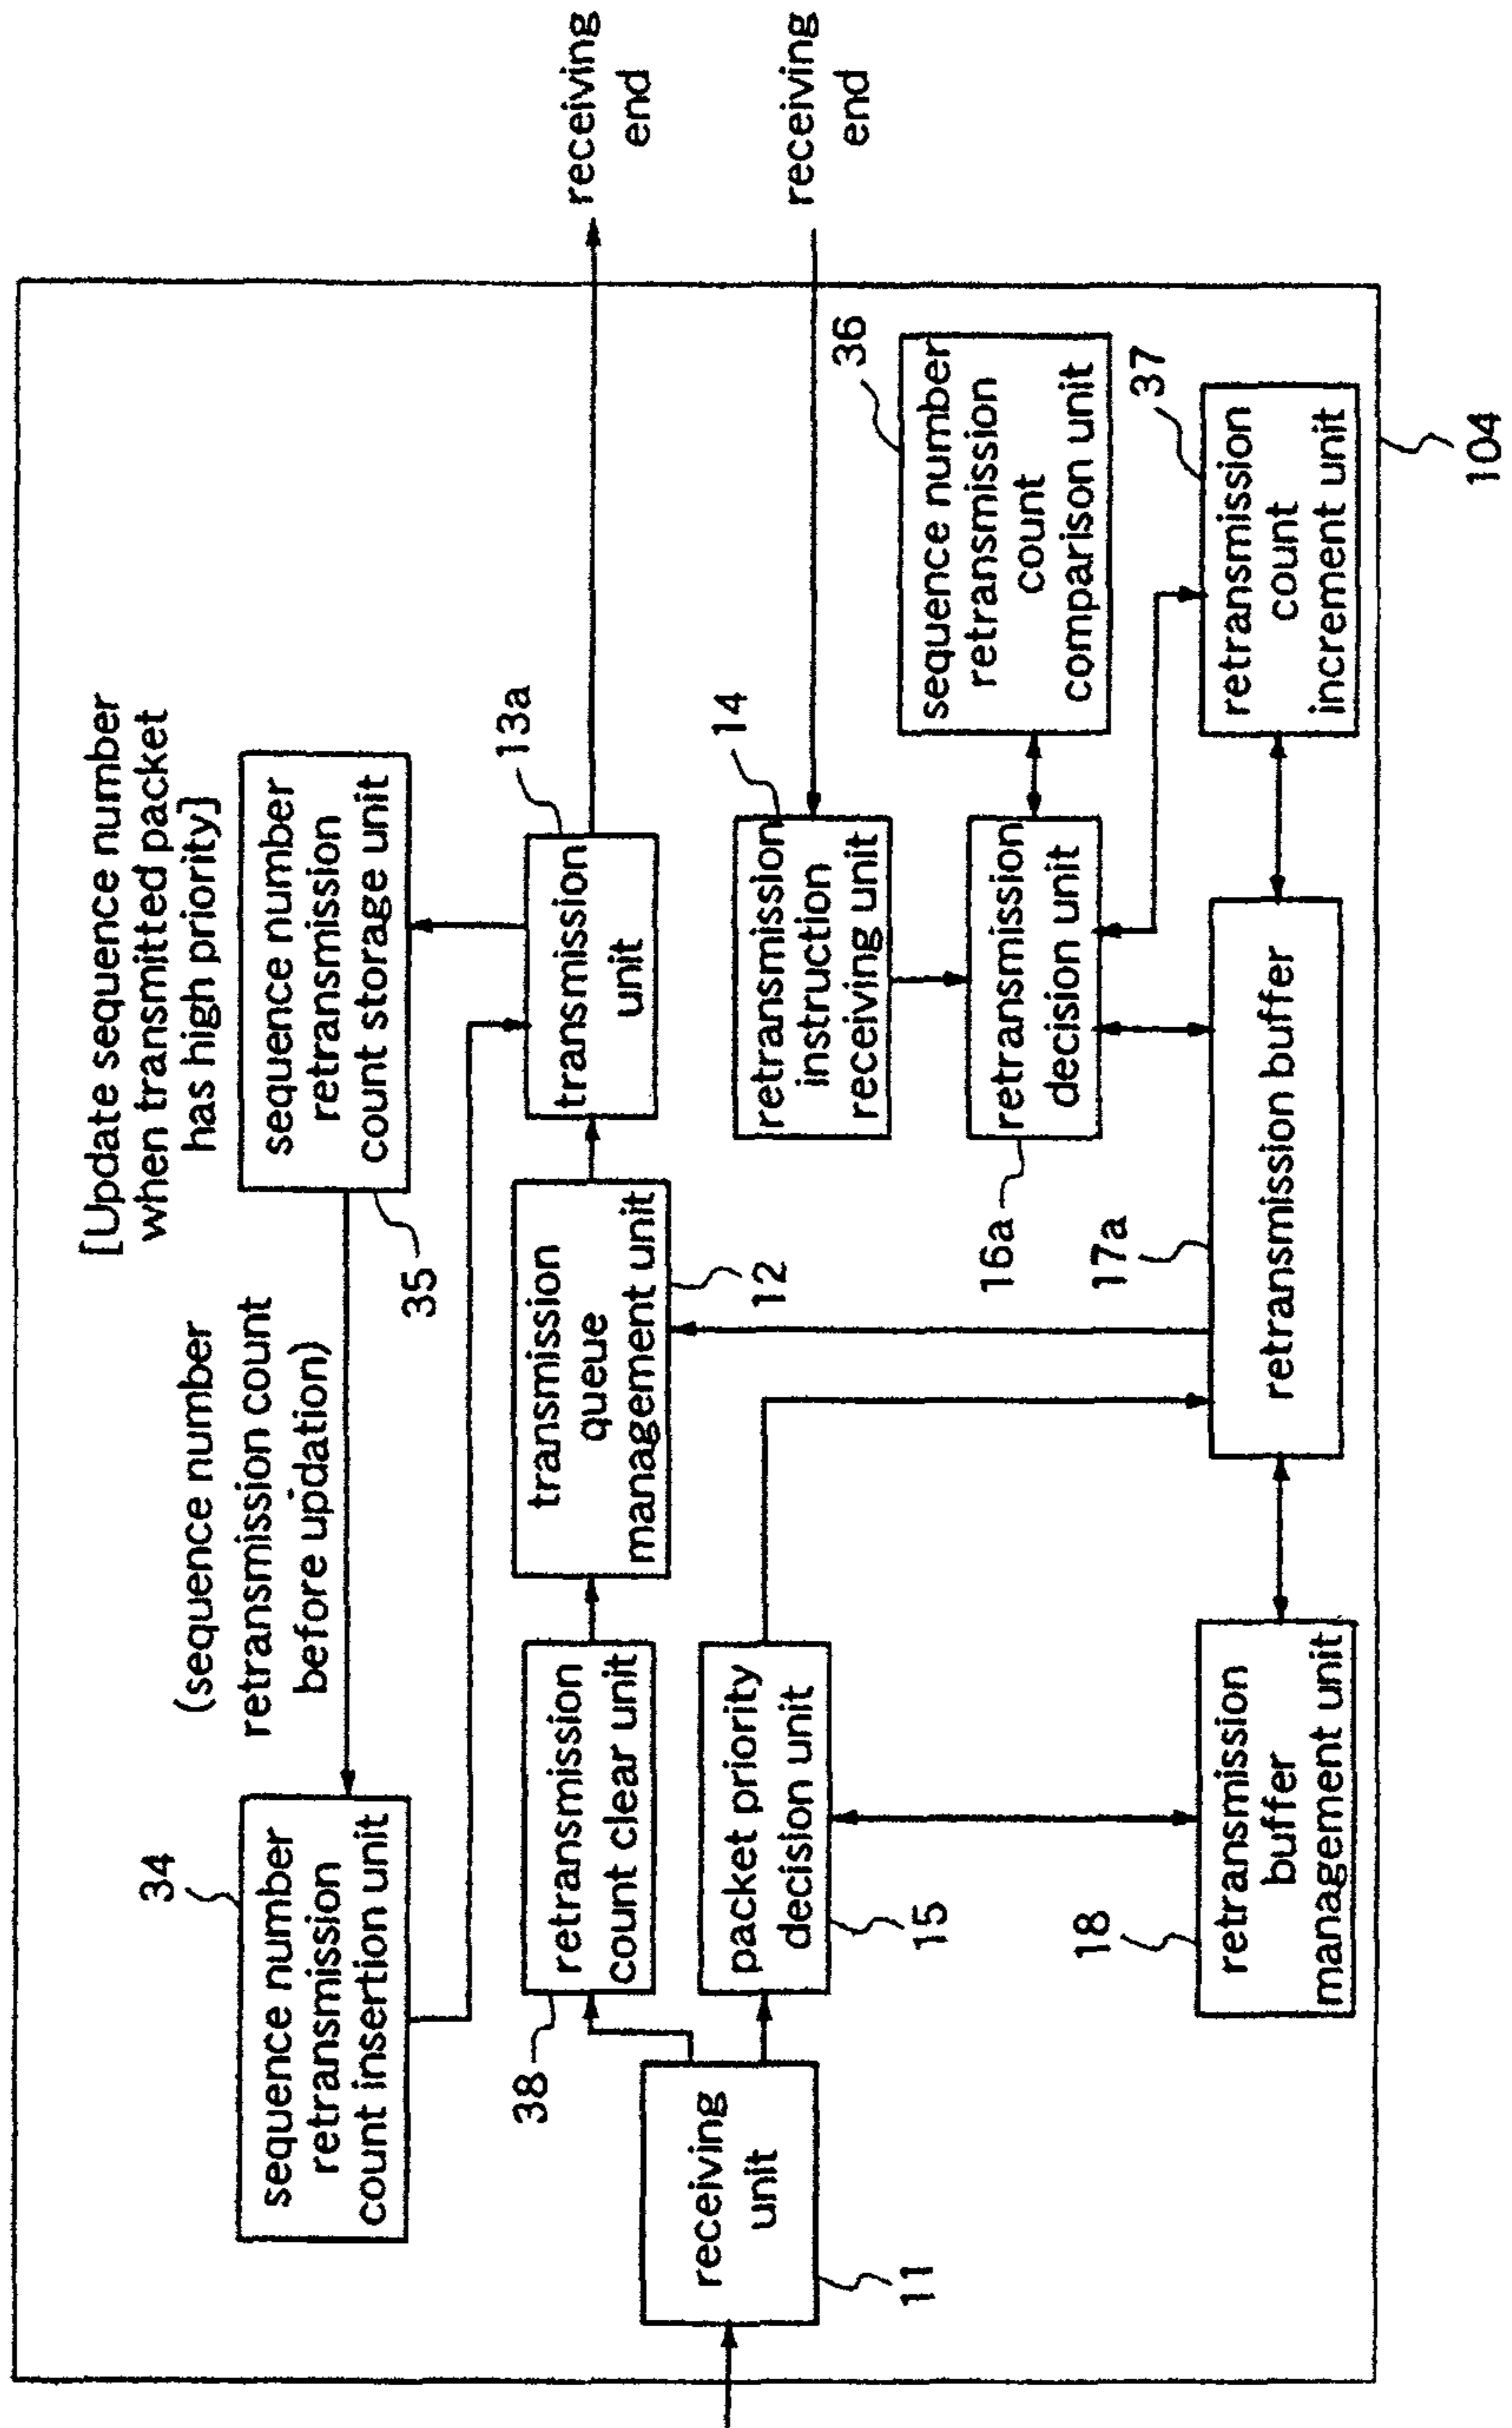 [Update sequence number
when transmitted packet
has high priority]
(sequence number
retransmission count
before updation)
34
sequence number
retransmission
count insertion unit
sequence number
retransmission
count storage unit
35
38
retransmission
count clear unit
transmission
queue
management unit
12
13a
transmission
unit
receiving
end
receiving
unit
11
packet priority
decision unit
15
14
retransmission
instruction
receiving unit
receiving
end
16a
retransmission
decision unit
36
sequence number
retransmission
count
comparison unit
18
retransmission
buffer
management unit
17a
retransmission buffer
37
retransmission
count
increment unit
104